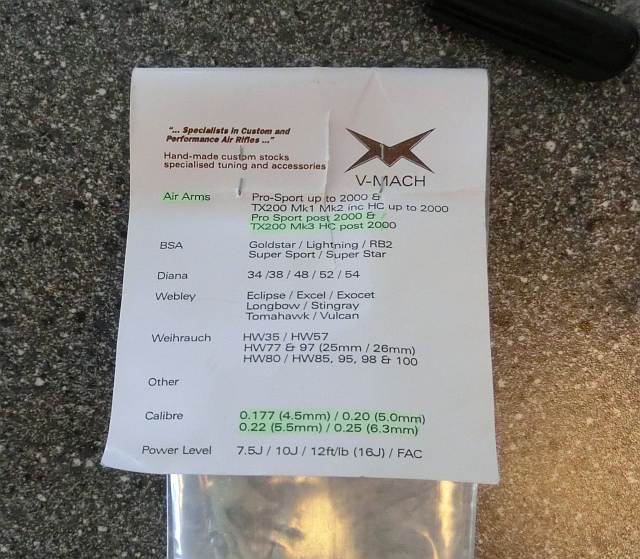 "... Specialists in Custom and
Performance Air Rifles ..."
Hand-made custom stocks
specialised tuning and accessories
V-MACH
Air Arms Pro-Sport up to 2000 &
TX200 Mk1 Mk2 inc HC up to 2000
Pro Sport post 2000 &
TX200 Mk3 HC post 2000
BSA Goldstar / Lightning / RB2
Super Sport / Super Star
Diana 34 /38 / 48 / 52 / 54
Webley Eclipse / Excel / Exocet
Longbow / Stingray
Tomahawk / Vulcan
Weihrauch HW35 / HW57
HW77 & 97 (25mm / 26mm)
HW80 / HW85, 95, 98 & 100
Other
Calibre 0.177 (4.5mm) / 0.20 (5.0mm)
0.22 (5.5mm) / 0.25 (6.3mm)
Power Level 7.5J / 10J / 12ft/lb (16J) / FAC